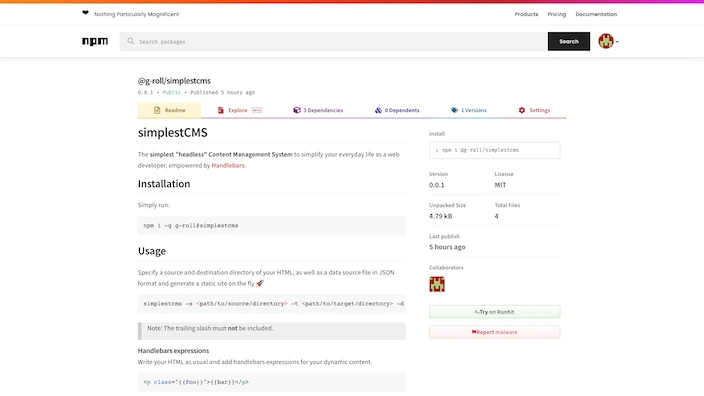 ❤ Nothing Particularly Magnificent
Products Pricing Documentation
npm Search packages Search
@g-roll/simplestcms
0.0.1 • Public • Published 5 hours ago
Readme Explore BETA 3 Dependencies 0 Dependents 1 Versions Settings
simplestCMS
The simplest "headless" Content Management System to simplify your everyday life as a web
developer, empowered by Handlebars.
Installation
Simply run:
npm i -g g-roll@simplestcms
Usage
Specify a source and destination directory of your HTML, as well as a data source file in JSON
format and generate a static site on the fly 🚀
simplestcms -s <path/to/source/directory> -t <path/to/target/directory> -d
Note: The trailing slash must not be included.
Handlebars expressions
Write your HTML as usual and add handlebars expressions for your dynamic content.
<p class="{{foo}}">{{bar}}</p>
Install
› npm i @g-roll/simplestcms
Version License
0.0.1 MIT
Unpacked Size Total Files
4.79 kB 4
Last publish
5 hours ago
Collaborators
>_Try on RunKit
Report malware